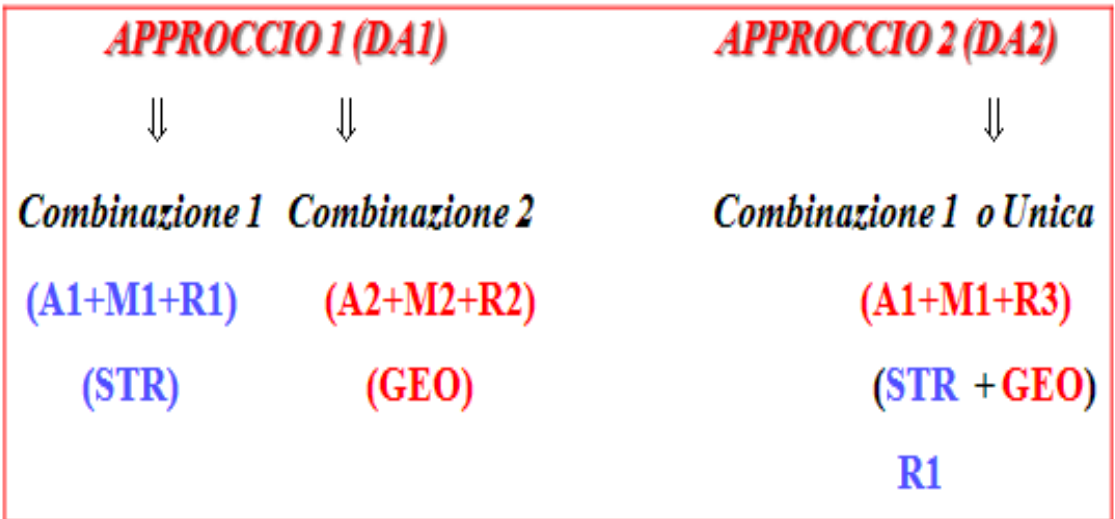 APPROCCIO 1 (DA1) APPROCCIO 2 (DA2)
⇓ ⇓ ⇓
Combinazione 1 Combinazione 2 Combinazione 1 o Unica
(A1+M1+R1) (A2+M2+R2) (A1+M1+R3)
(STR) (GEO) (STR + GEO)
R1